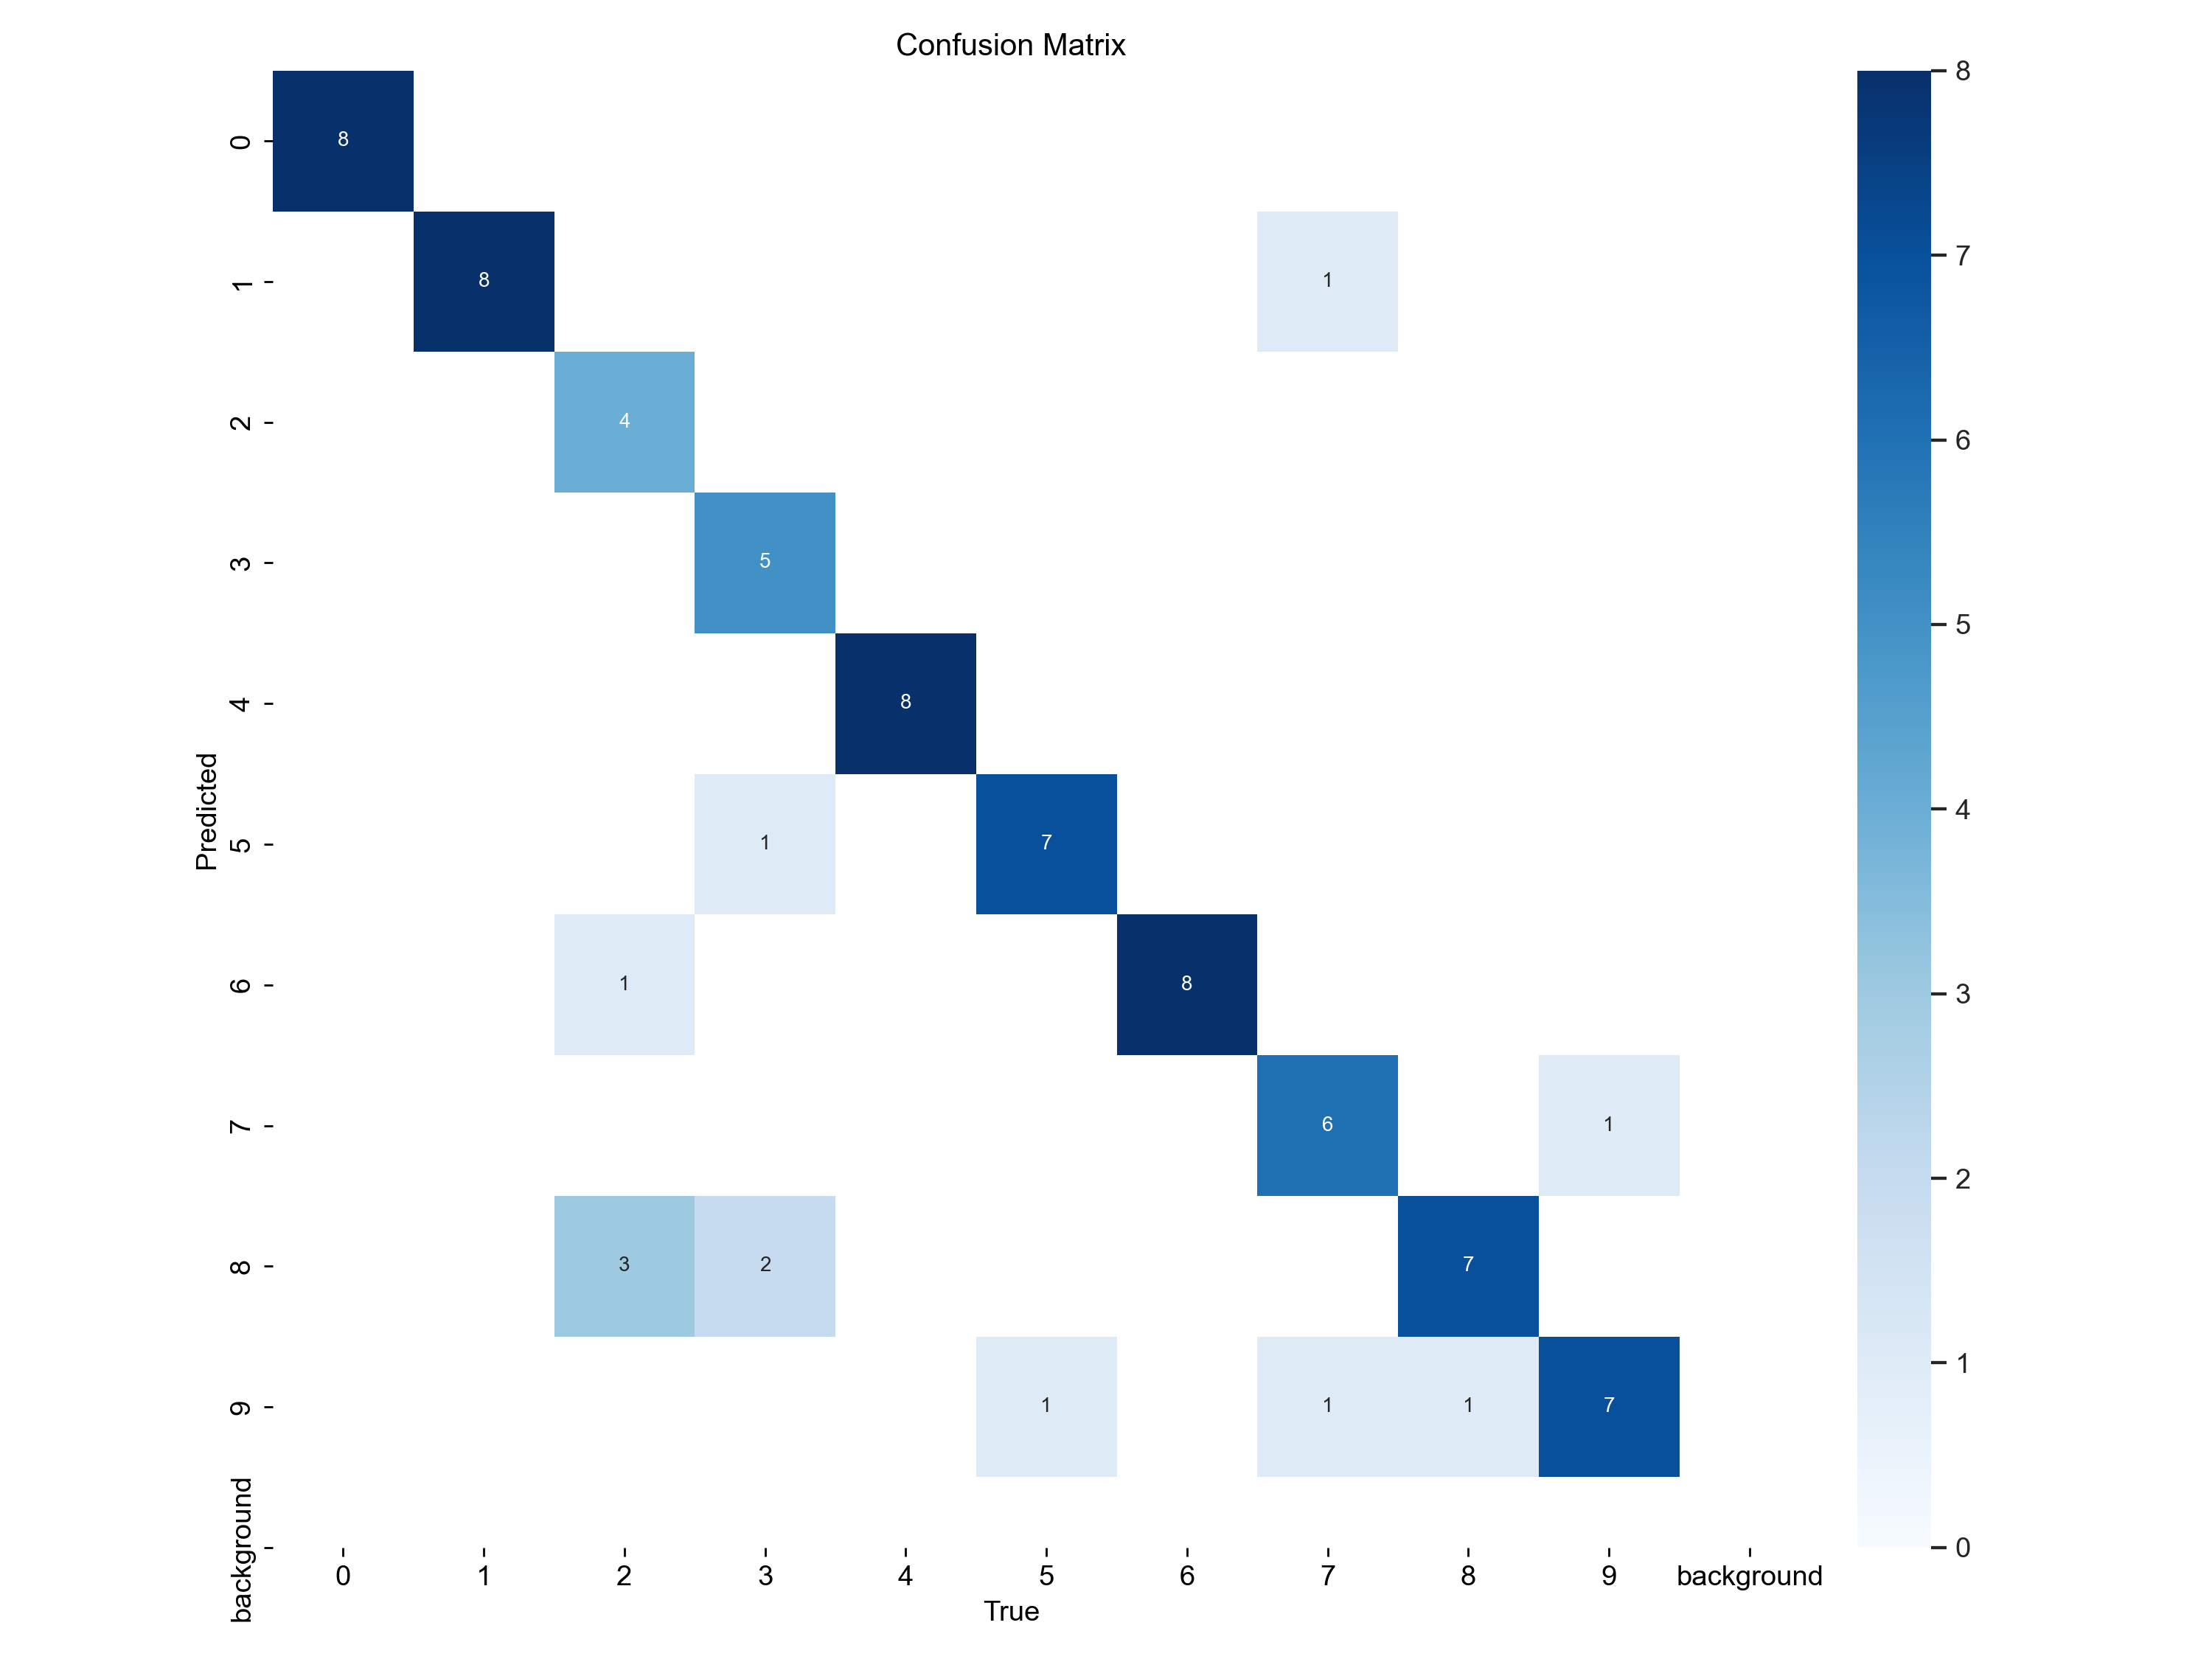 Confusion Matrix
0 8 8
7
1 8 1
6
2 4
3 5 5
4 8
4
Predicted
5 1 7
6 1 8 3
7 6 1
2
8 3 2 7
1
9 1 1 1 7
background 0
0 1 2 3 4 5 6 7 8 9 background
True